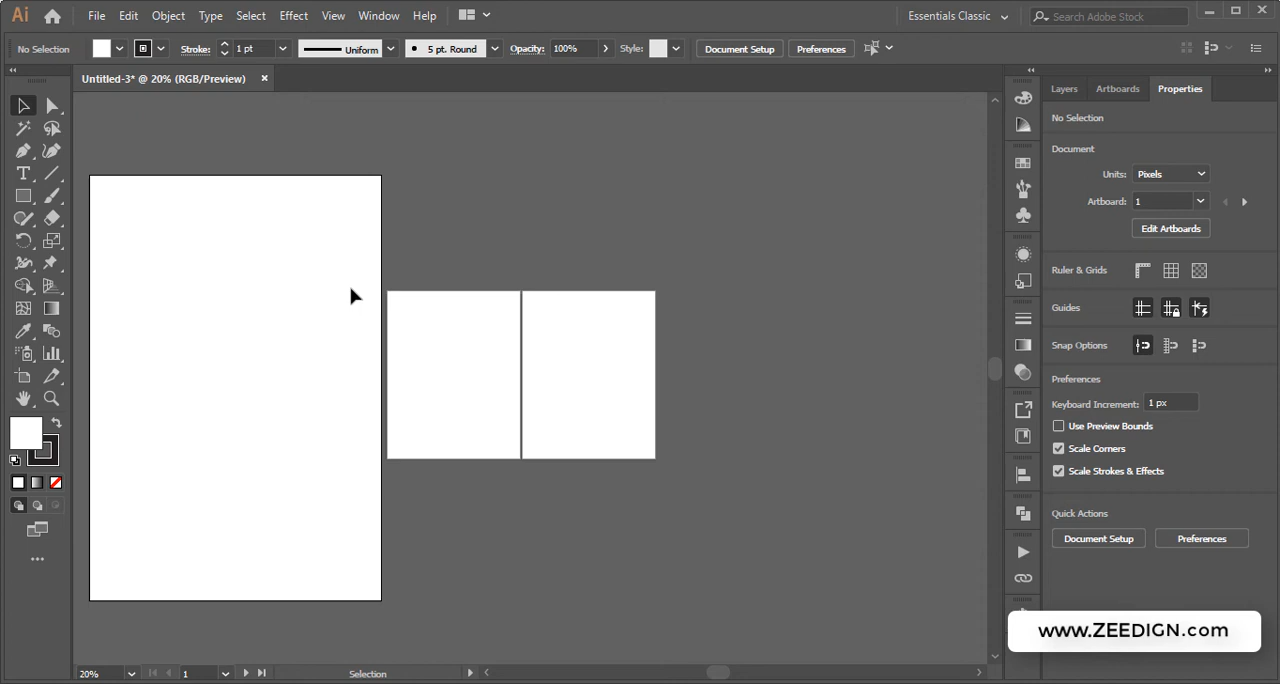 Ai File Edit Object Type Select Effect View Window Help Essentials Classic Search Adobe Stock
No Selection Stroke: 1 pt Uniform 5 pt. Round Opacity: 100% Style: Document Setup Preferences
Untitled-3* @ 20% (RGB/Preview) ×
Layers Artboards Properties
No Selection
Document
Units: Pixels
Artboard: 1
Edit Artboards
Ruler & Grids
Guides
Snap Options
Preferences
Keyboard Increment: 1 px
Use Preview Bounds
Scale Corners
Scale Strokes & Effects
Quick Actions
Document Setup Preferences
www.ZEEDIGN.com
20% 1 Selection